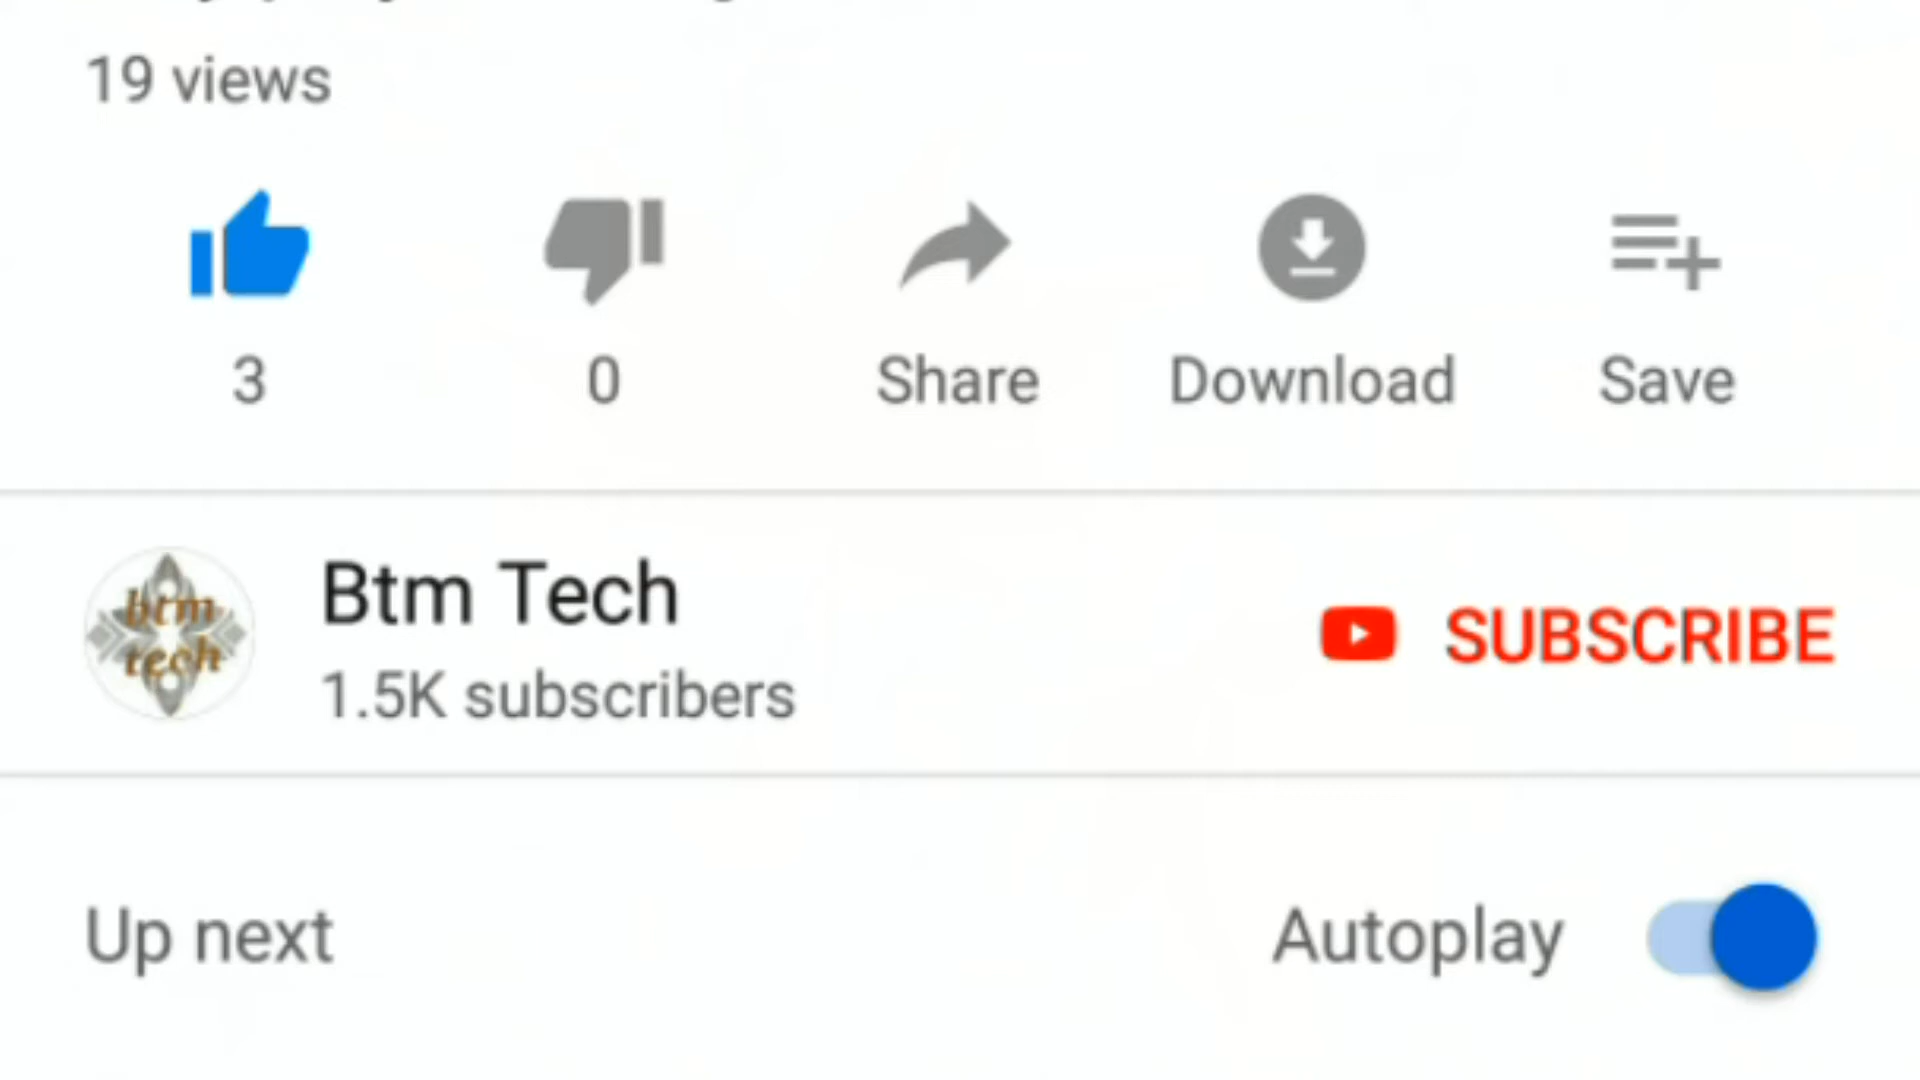 19 views
3
0
Share
Download
Save
btm
tech
Btm Tech
1.5K subscribers
SUBSCRIBE
Up next
Autoplay